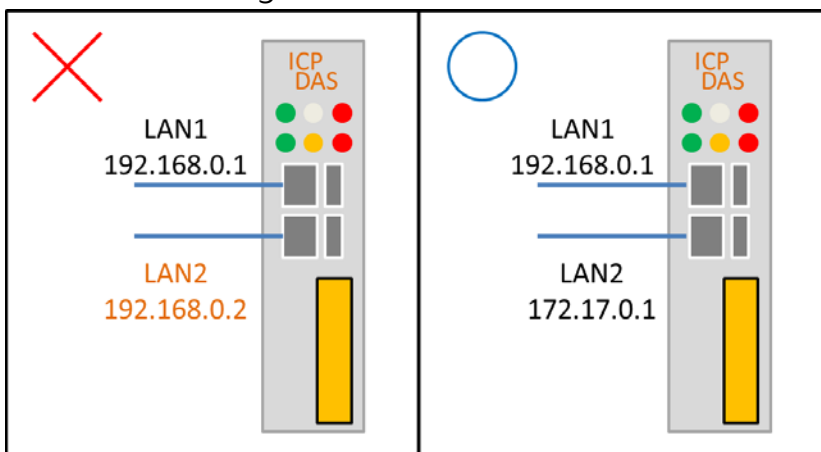 ICP
DAS
LAN1
192.168.0.1
LAN2
192.168.0.2
ICP
DAS
LAN1
192.168.0.1
LAN2
172.17.0.1